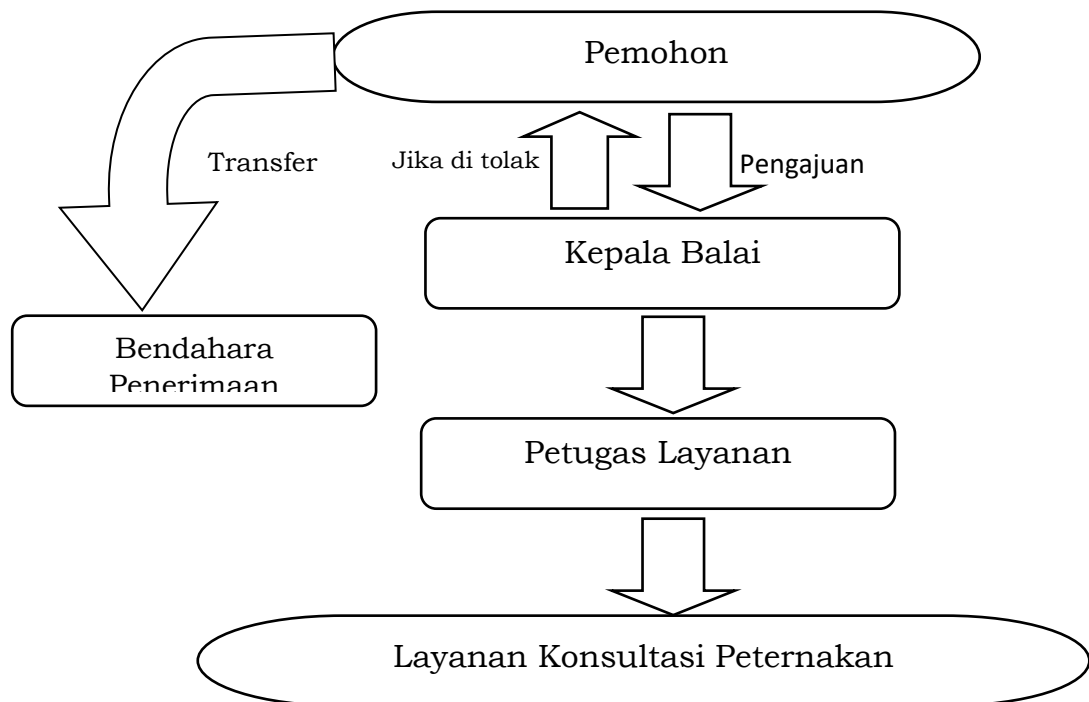 Pemohon
Transfer
Jika di tolak
Pengajuan
Kepala Balai
Bendahara
Penerimaan
Petugas Layanan
Layanan Konsultasi Peternakan